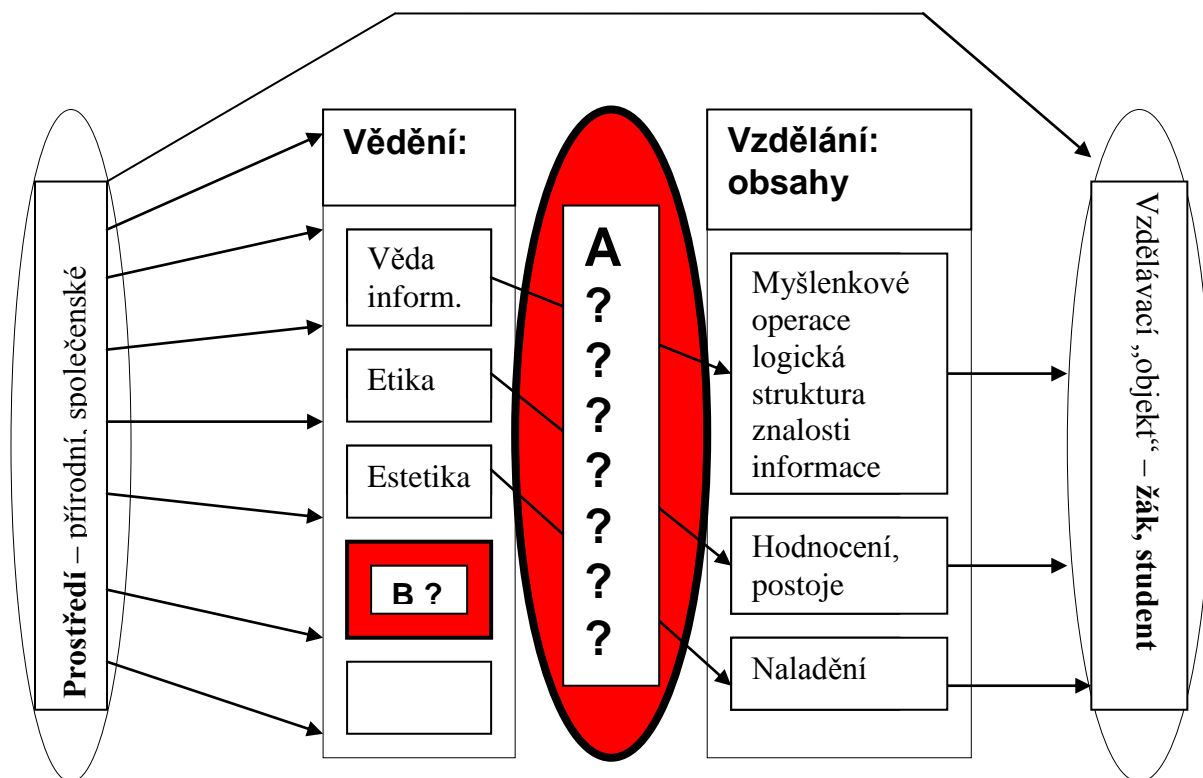 Prostředí – přírodní, společenské
Vědění:
Věda
inform.
Etika
Estetika
B ?
A
?
?
?
?
?
?
?
Vzdělání:
obsahy
Myšlenkové
operace
logická
struktura
znalosti
informace
Hodnocení,
postoje
Naladění
Vzdělávací „objekt“ – žák, student